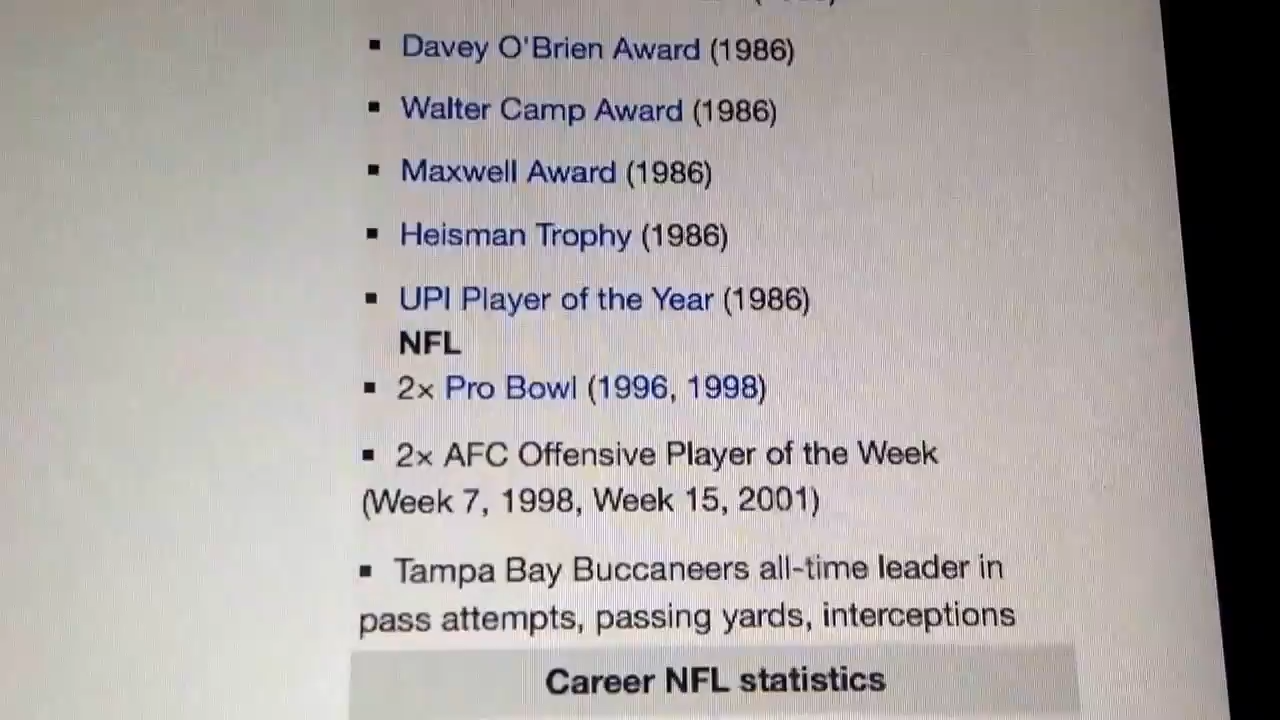 Davey O'Brien Award (1986)
Walter Camp Award (1986)
Maxwell Award (1986)
Heisman Trophy (1986)
UPI Player of the Year (1986)
NFL
2x Pro Bowl (1996, 1998)
2x AFC Offensive Player of the Week
(Week 7, 1998, Week 15, 2001)
Tampa Bay Buccaneers all-time leader in
pass attempts, passing yards, interceptions
Career NFL statistics